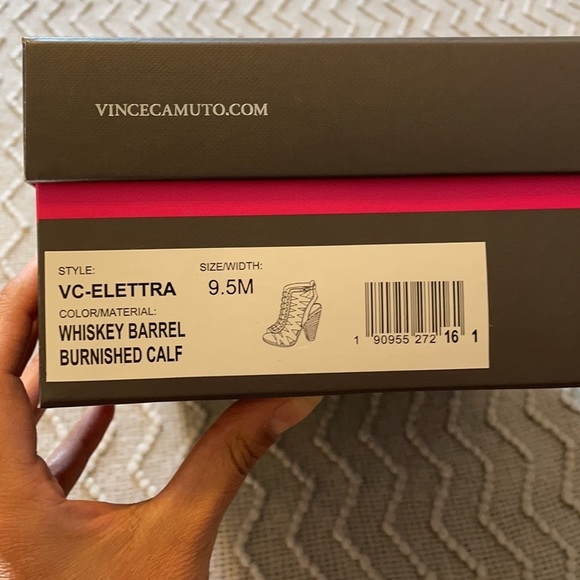 VINCECAMUTO.COM
STYLE:
VC-ELETTRA
SIZE/WIDTH:
9.5M
COLOR/MATERIAL:
WHISKEY BARREL
BURNISHED CALF
1 90955 272 16 1